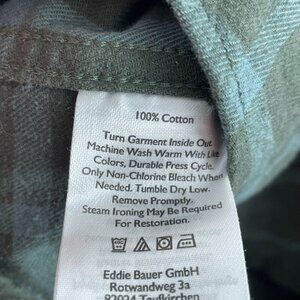 100% Cotton
Turn Garment Inside Out
Machine Wash Warm With Like
Colors, Durable Press Cycle.
Only Non-Chlorine Bleach When
Needed. Tumble Dry Low.
Remove Promptly.
Steam Ironing May Be Required
For Restoration.
Eddie Bauer GmbH
Rotwandweg 3a
82024 Taufkirchen